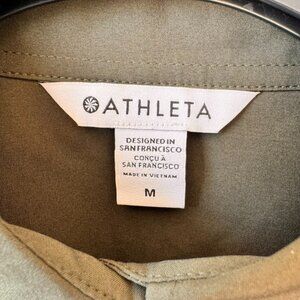 ATHLETA
DESIGNED IN
SAN FRANCISCO
CONÇU À
SAN FRANCISCO
MADE IN VIETNAM
M